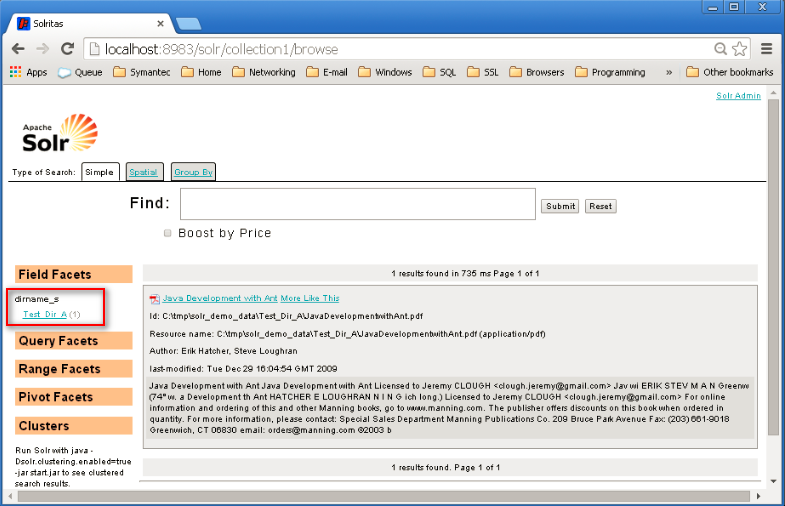 Solritas
localhost:8983/solr/collection1/browse
Apps Queue Symantec Home Networking E-mail Windows SQL SSL Browsers Programming » Other bookmarks
Solr Admin
Apache
Solr
Type of Search: Simple Spatial Group By
Find: Submit Reset
Boost by Price
Field Facets
dirname_s
Test_Dir_A (1)
Query Facets
Range Facets
Pivot Facets
Clusters
Run Solr with java -
Dsolr.clustering.enabled=true
-jar start.jar to see clustered
search results.
1 results found in 735 ms Page 1 of 1
Java Development with Ant More Like This
Id: C:\tmp\solr_demo_data\Test_Dir_A\JavaDevelopmentwithAnt.pdf
Resource name: C:\tmp\solr_demo_data\Test_Dir_A\JavaDevelopmentwithAnt.pdf (application/pdf)
Author: Erik Hatcher, Steve Loughran
last-modified: Tue Dec 29 16:04:54 GMT 2009
Java Development with Ant Java Development with Ant Licensed to Jeremy CLOUGH <clough.jeremy@gmail.com> Jav wi ERIK STEV M A N Greenw
(74° w. a Development th Ant HATCHER E LOUGHRAN N I N G ich long.) Licensed to Jeremy CLOUGH <clough.jeremy@gmail.com> For online
information and ordering of this and other Manning books, go to www.manning.com. The publisher offers discounts on this book when ordered in
quantity. For more information, please contact: Special Sales Department Manning Publications Co. 209 Bruce Park Avenue Fax: (203) 661-9018
Greenwich, CT 06830 email: orders@manning.com ©2003 b
1 results found. Page 1 of 1